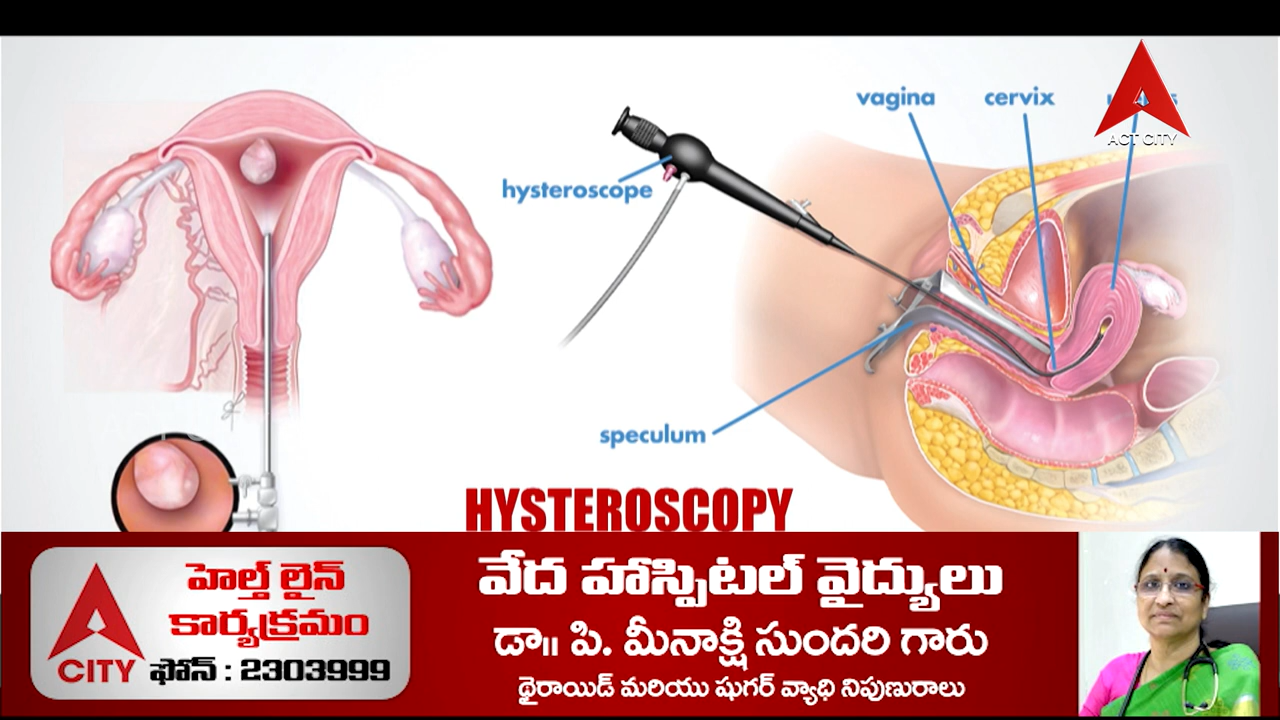 vagina
cervix
ACT CITY
hysteroscope
speculum
HYSTEROSCOPY
CITY
హెల్త్ లైన్
కార్యక్రమం
ఫోన్ : 2303999
వేద హాస్పిటల్ వైద్యులు
డా॥ పి. మీనాక్షి సుందరి గారు
థైరాయిడ్ మరియు షుగర్ వ్యాధి నిపుణురాలు